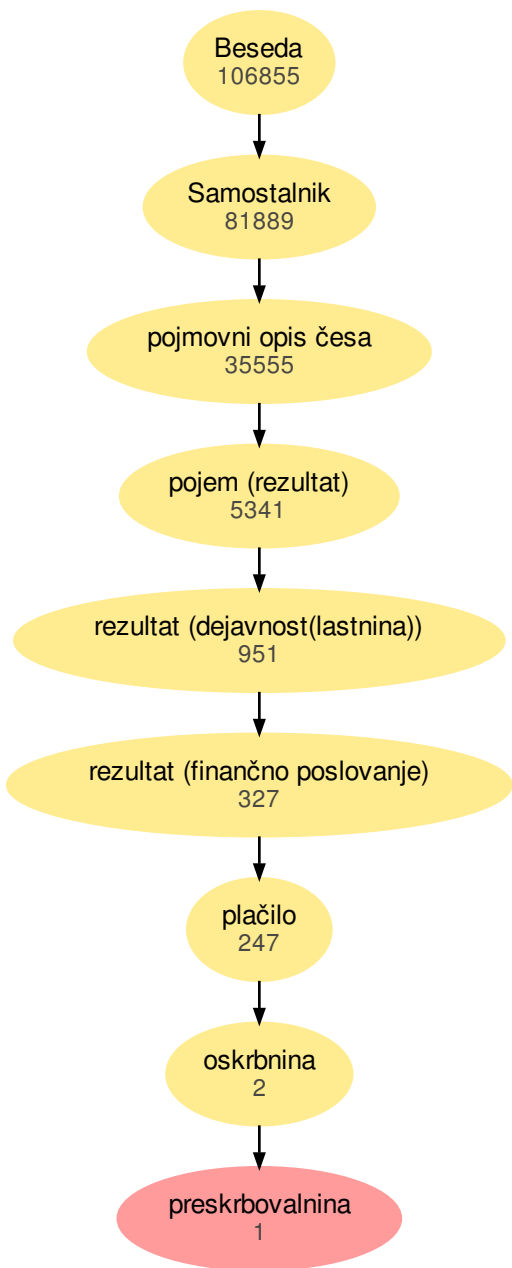 Beseda
106855
Samostalnik
81889
pojmovni opis česa
35555
pojem (rezultat)
5341
rezultat (dejavnost(lastnina))
951
rezultat (finančno poslovanje)
327
plačilo
247
oskrbnina
2
preskrbovalnina
1